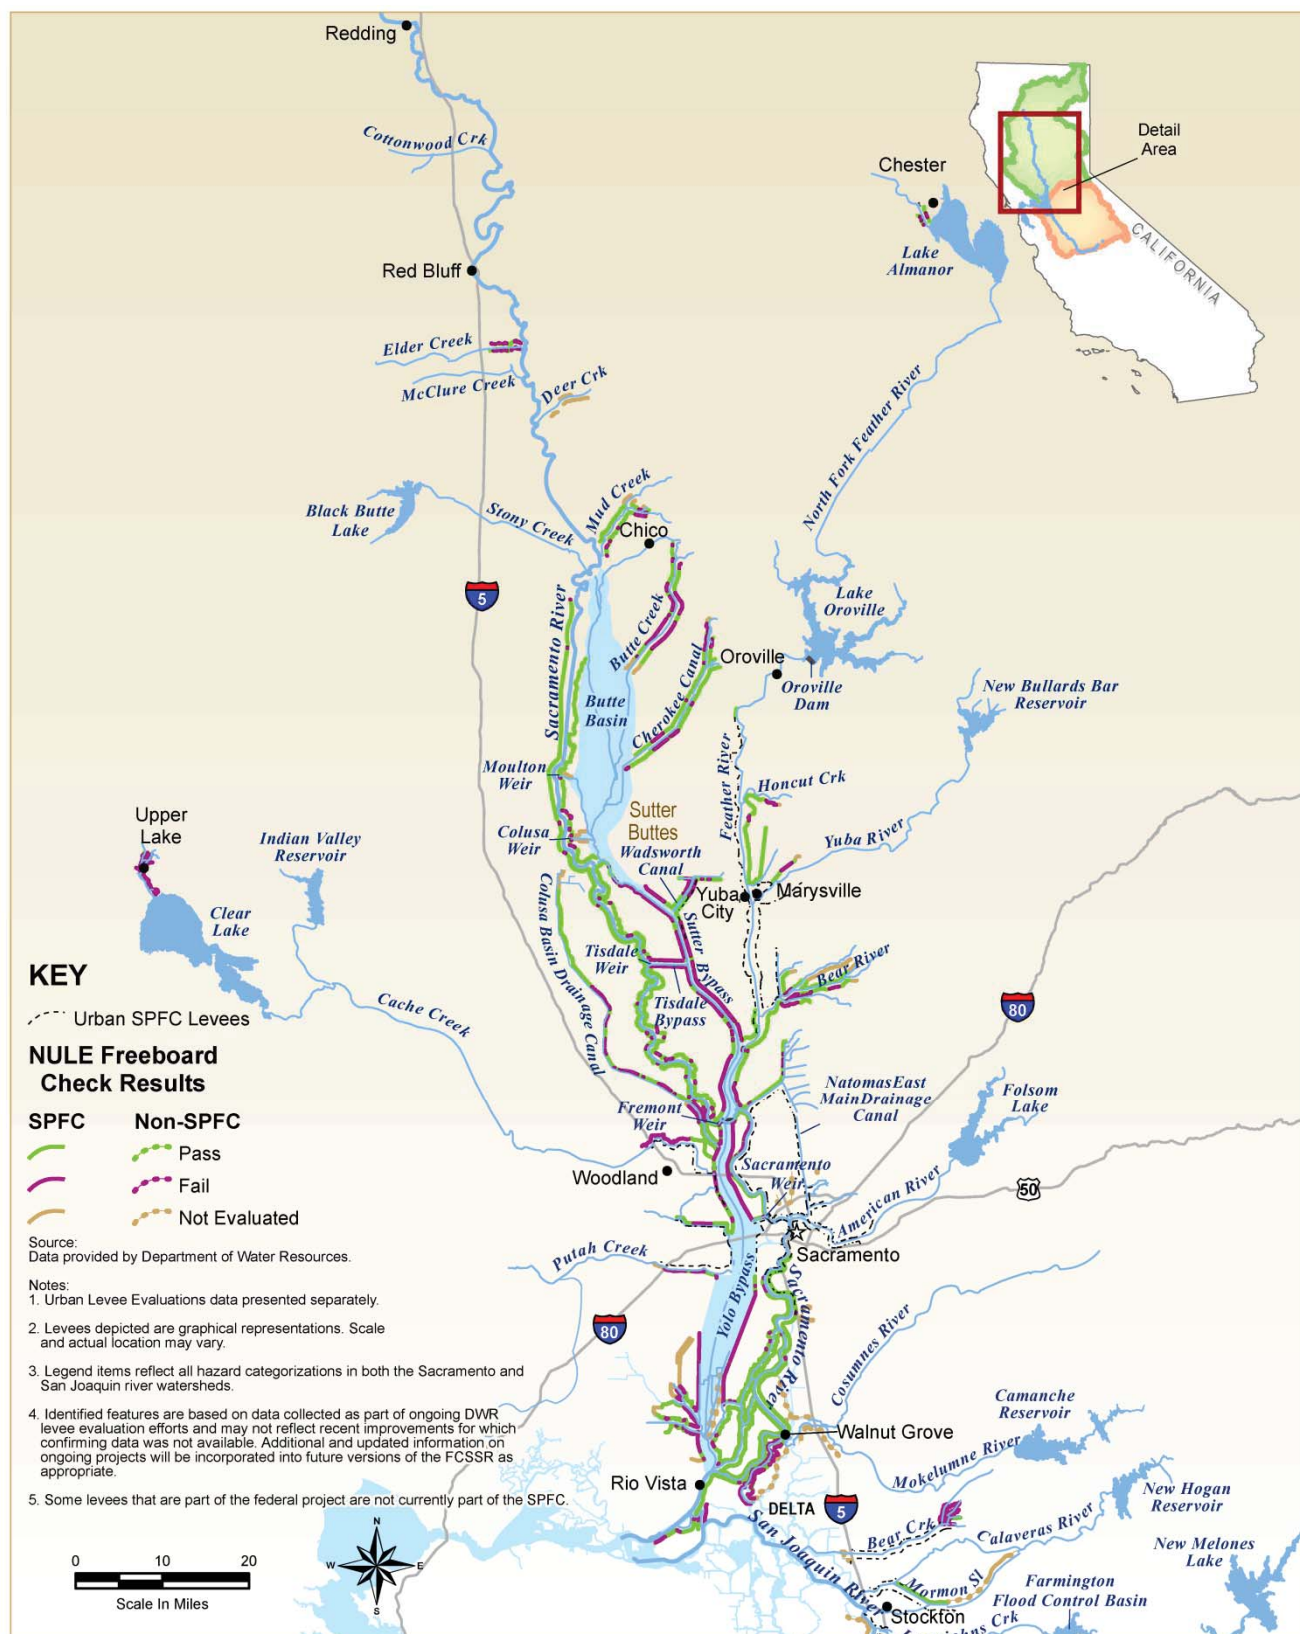 Redding
Cottonwood Crk
Chester
Detail
Area
CALIFORNIA
Lake
Almanor
Red Bluff
Elder Creek
McClure Creek
Deer Crk
North Fork Feather River
Black Butte
Lake
Stony Creek
Mud Creek
Chico
5
Lake
Oroville
Sacramento River
Butte Creek
Oroville
Oroville
Dam
New Bullards Bar
Reservoir
Butte
Basin
Cherokee Canal
Feather River
Moulton
Weir
Honcut Crk
Upper
Lake
Indian Valley
Reservoir
Colusa
Weir
Sutter
Buttes
Wadsworth
Canal
Yuba River
Yuba
City
Marysville
Clear
Lake
Colusa Basin Drainage Canal
Tisdale
Weir
Sutter Bypass
Bear River
Tisdale
Bypass
80
Cache Creek
KEY
Urban SPFC Levees
NULE Freeboard
Check Results
SPFC
Non-SPFC
Pass
Fail
Not Evaluated
Natomas East
Main Drainage
Canal
Folsom
Lake
Fremont
Weir
Woodland
Sacramento
Weir
American River
50
Sacramento
Putah Creek
Yolo Bypass
Sacramento River
Cosumnes River
80
Source:
Data provided by Department of Water Resources.
Notes:
1. Urban Levee Evaluations data presented separately.
2. Levees depicted are graphical representations. Scale
and actual location may vary.
3. Legend items reflect all hazard categorizations in both the Sacramento and
San Joaquin river watersheds.
4. Identified features are based on data collected as part of ongoing DWR
levee evaluation efforts and may not reflect recent improvements for which
confirming data was not available. Additional and updated information on
ongoing projects will be incorporated into future versions of the FCSSR as
appropriate.
5. Some levees that are part of the federal project are not currently part of the SPFC.
Camanche
Reservoir
Walnut Grove
Mokelumne River
Rio Vista
DELTA
5
New Hogan
Reservoir
Bear Crk
Calaveras River
San Joaquin River
New Melones
Lake
Mormon Sl
Farmington
Flood Control Basin
Stockton
Crk
0 10 20
Scale In Miles
N
W
E
S